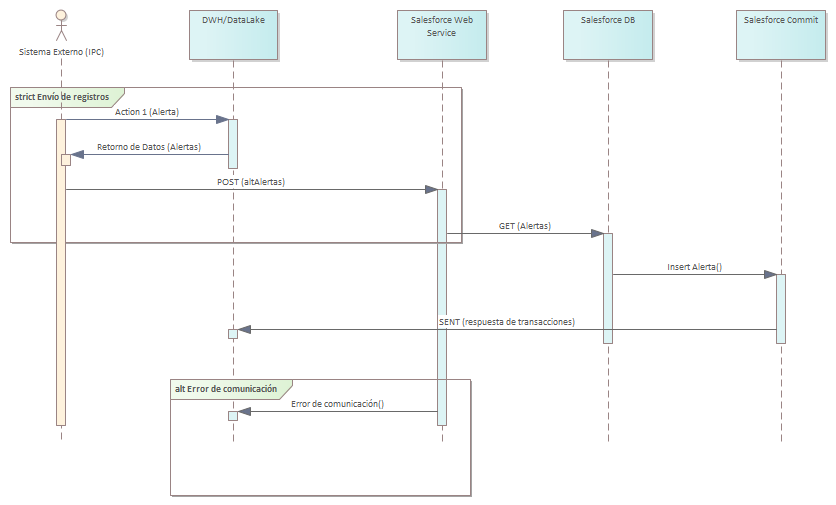 Sistema Externo (IPC)
DWH/DataLake
Salesforce Web
Service
Salesforce DB
Salesforce Commit
strict Envío de registros
Action 1 (Alerta)
Retorno de Datos (Alertas)
POST (altAlertas)
GET (Alertas)
Insert Alerta()
SENT (respuesta de transacciones)
alt Error de comunicación
Error de comunicación()